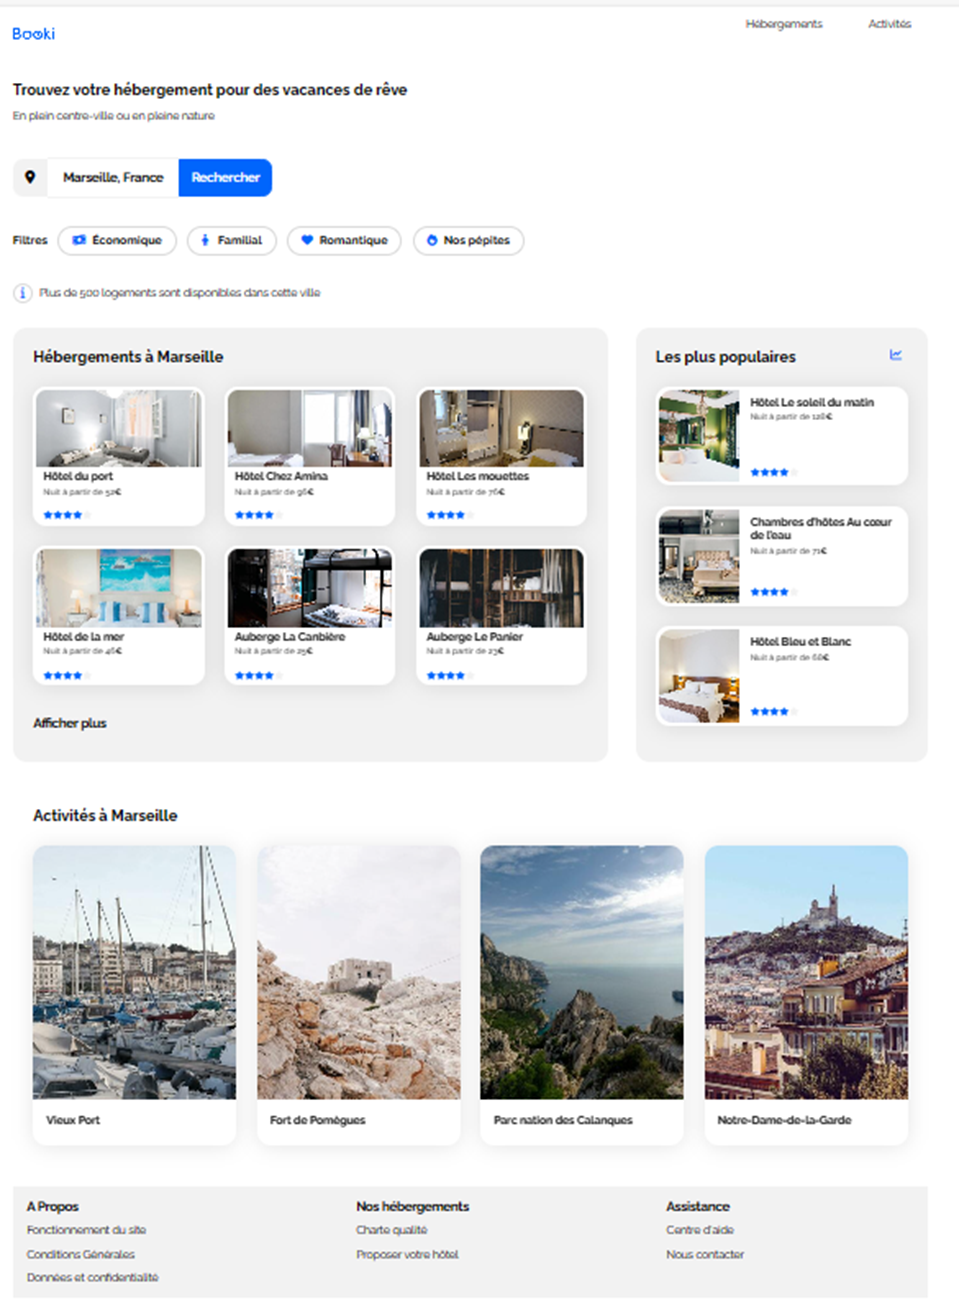 Booki
Hébergements
Activités
Trouvez votre hébergement pour des vacances de rêve
En plein centre-ville ou en pleine nature
Marseille, France
Rechercher
Filtres
Économique
Familial
Romantique
Nos pépites
Plus de 500 logements sont disponibles dans cette ville
Hébergements à Marseille
Hôtel du port
Nuit à partir de 52€
Hôtel Chez Amina
Nuit à partir de 96€
Hôtel Les mouettes
Nuit à partir de 76€
Hôtel de la mer
Nuit à partir de 46€
Auberge La Canbière
Nuit à partir de 25€
Auberge Le Panier
Nuit à partir de 23€
Afficher plus
Les plus populaires
Hôtel Le soleil du matin
Nuit à partir de 128€
Chambres d'hôtes Au cœur
de l'eau
Nuit à partir de 71€
Hôtel Bleu et Blanc
Nuit à partir de 68€
Activités à Marseille
Vieux Port
Fort de Pomègues
Parc nation des Calanques
Notre-Dame-de-la-Garde
A Propos
Fonctionnement du site
Conditions Générales
Données et confidentialité
Nos hébergements
Charte qualité
Proposer votre hôtel
Assistance
Centre d'aide
Nous contacter